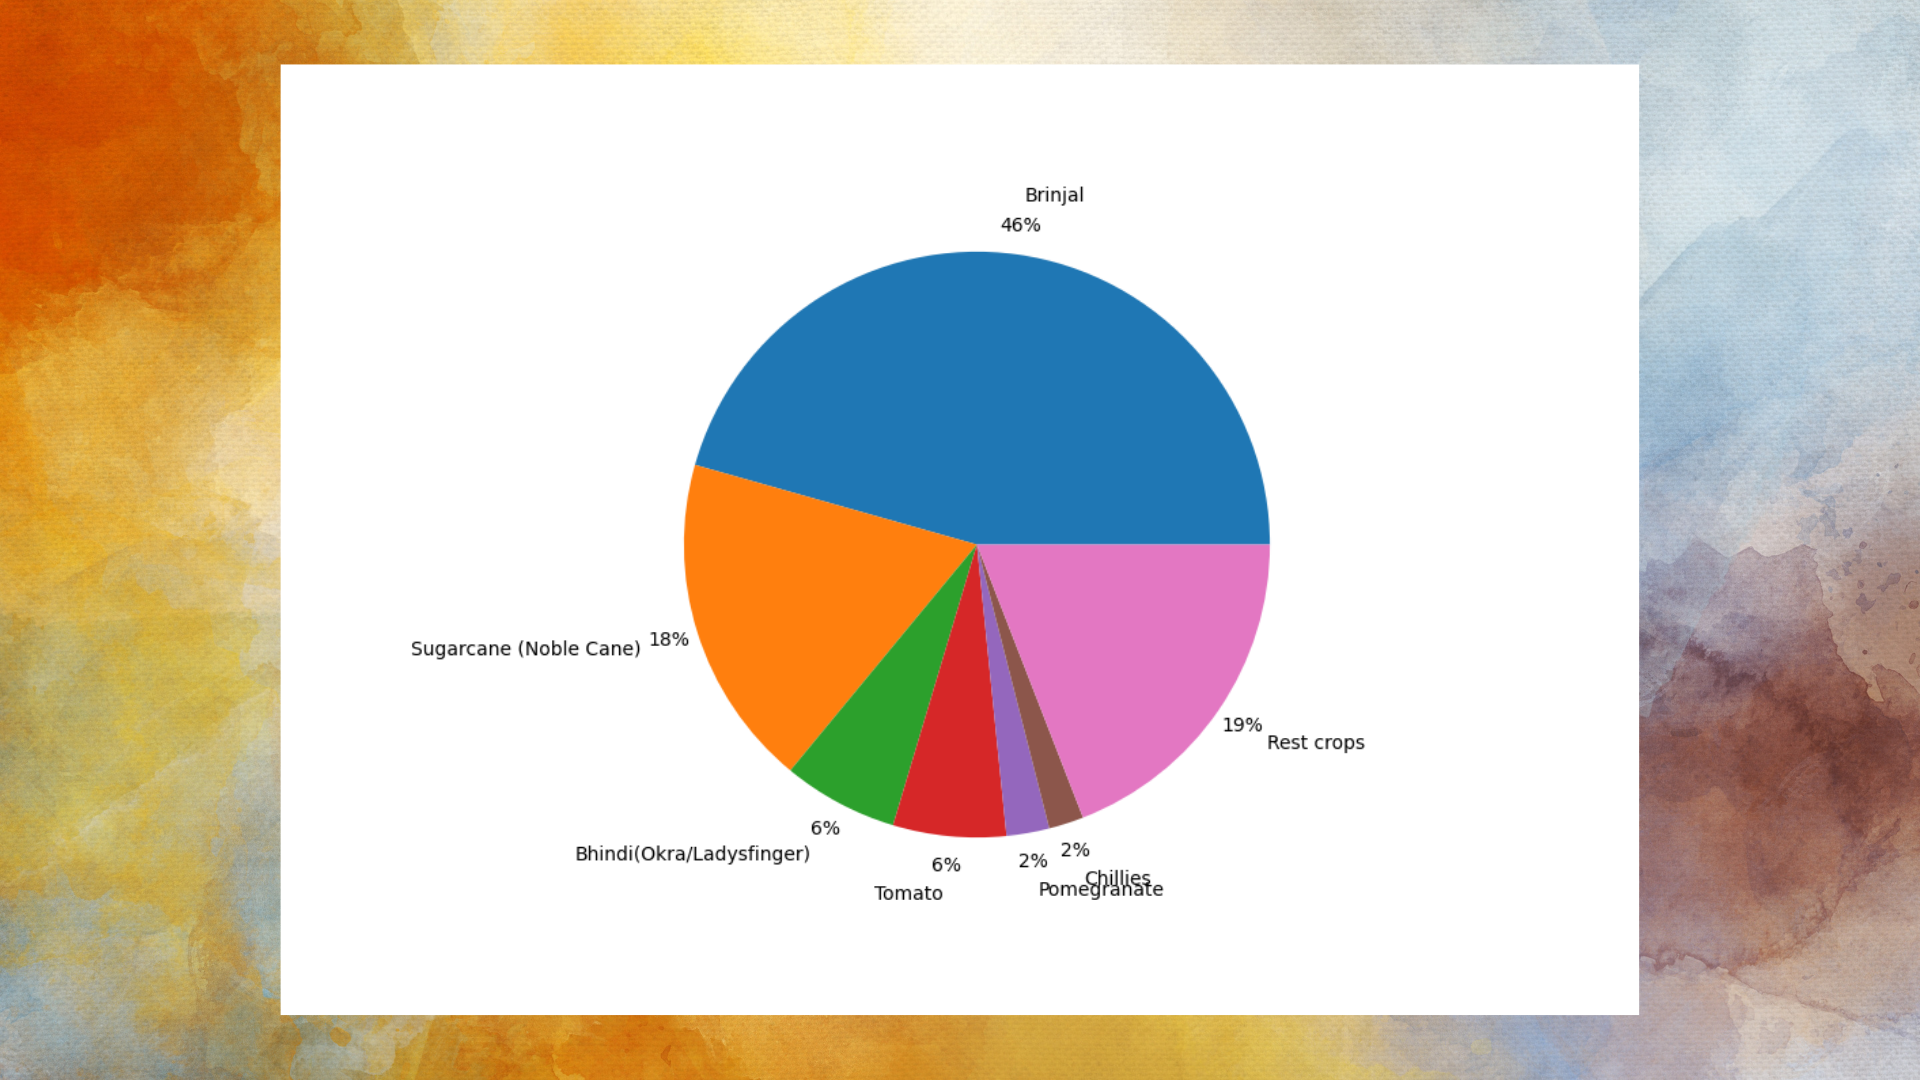 Brinjal
46%
Sugarcane (Noble Cane) 18%
19%
Rest crops
6%
Bhindi(Okra/Ladysfinger)
6%
Tomato
2%
Pomegranate
2%
Chillies